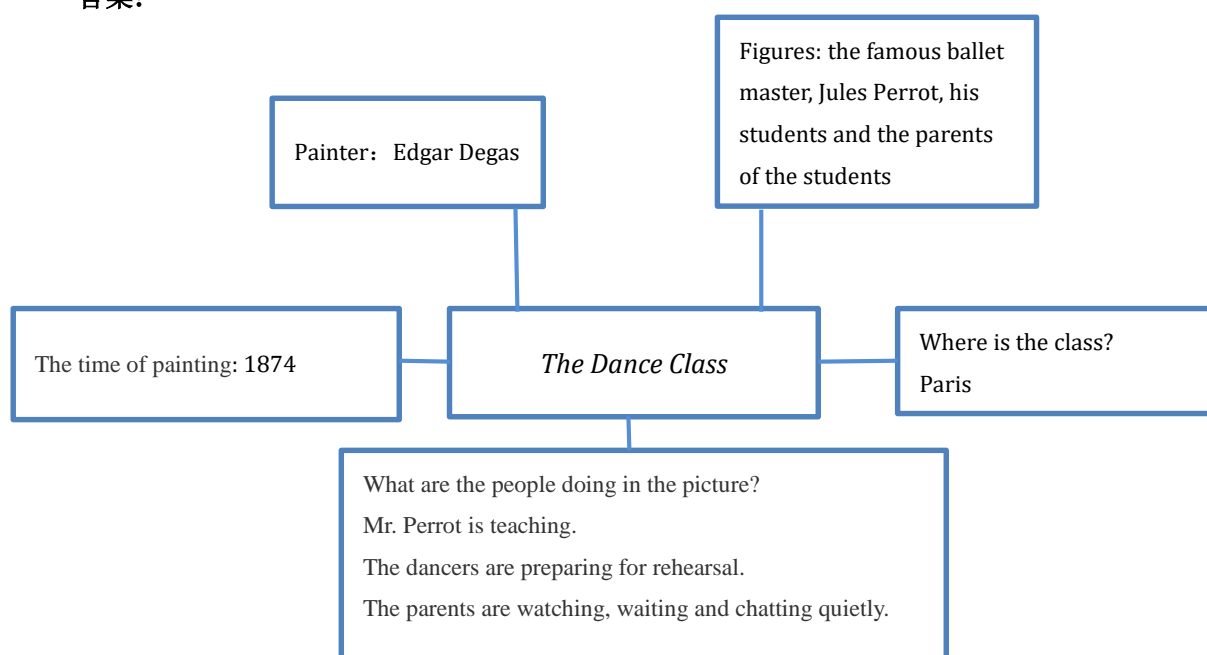 答案:
Figures: the famous ballet
master, Jules Perrot, his
students and the parents
of the students
Painter：Edgar Degas
The time of painting: 1874
The Dance Class
Where is the class?
Paris
What are the people doing in the picture?
Mr. Perrot is teaching.
The dancers are preparing for rehearsal.
The parents are watching, waiting and chatting quietly.